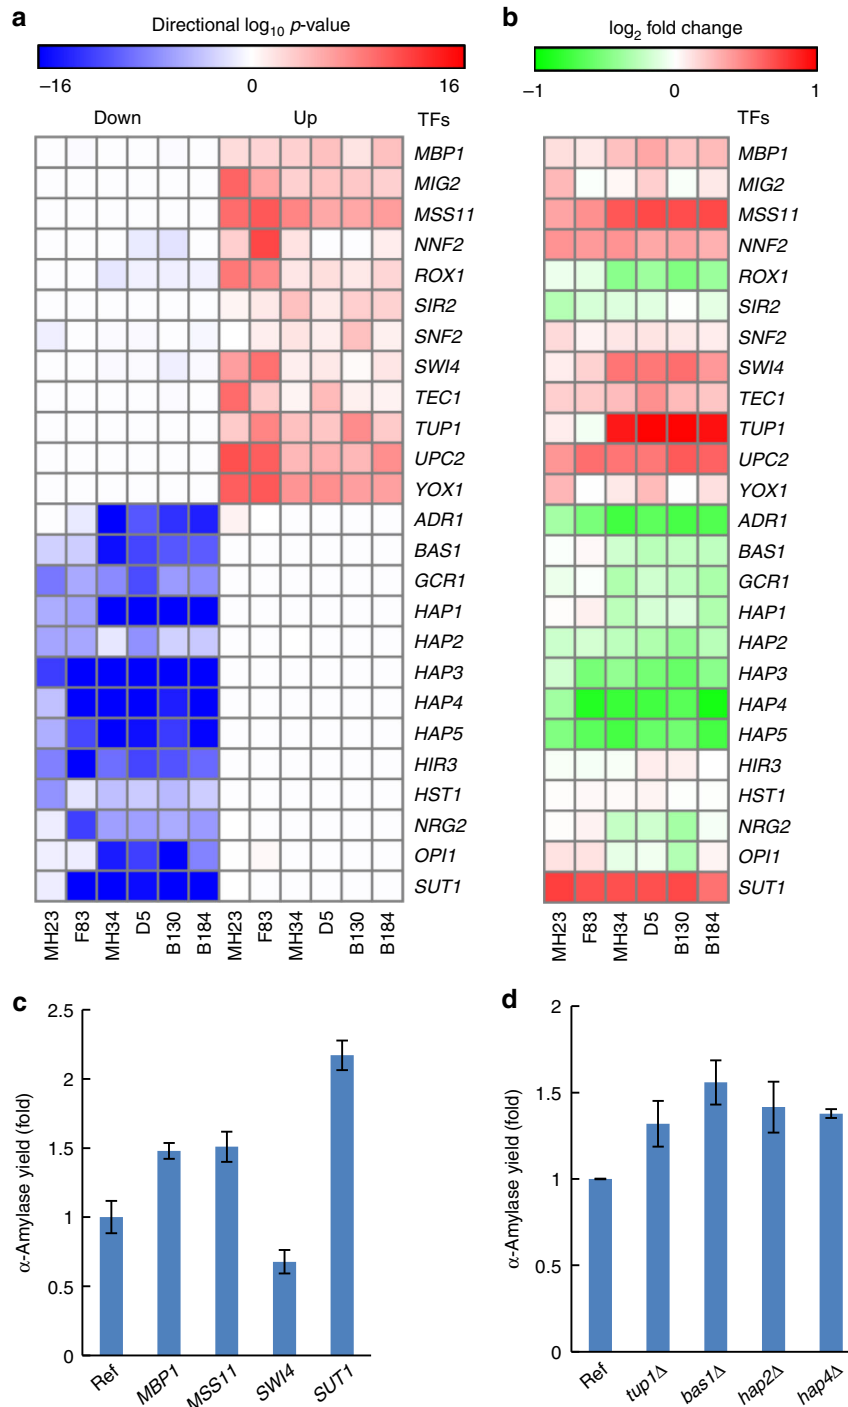 a
Directional log10 p-value
−16 0 16
Down Up TFs
MBP1
MIG2
MSS11
NNF2
ROX1
SIR2
SNF2
SWI4
TEC1
TUP1
UPC2
YOX1
ADR1
BAS1
GCR1
HAP1
HAP2
HAP3
HAP4
HAP5
HIR3
HST1
NRG2
OPI1
SUT1
MH23 F83 MH34 D5 B130 B184 MH23 F83 MH34 D5 B130 B184
b
log2 fold change
−1 0 1
TFs
MBP1
MIG2
MSS11
NNF2
ROX1
SIR2
SNF2
SWI4
TEC1
TUP1
UPC2
YOX1
ADR1
BAS1
GCR1
HAP1
HAP2
HAP3
HAP4
HAP5
HIR3
HST1
NRG2
OPI1
SUT1
MH23 F83 MH34 D5 B130 B184
c
α-Amylase yield (fold)
2.5
2
1.5
1
0.5
0
Ref MBP1 MSS11 SWI4 SUT1
d
α-Amylase yield (fold)
2
1.5
1
0.5
0
Ref tup1Δ bas1Δ hap2Δ hap4Δ